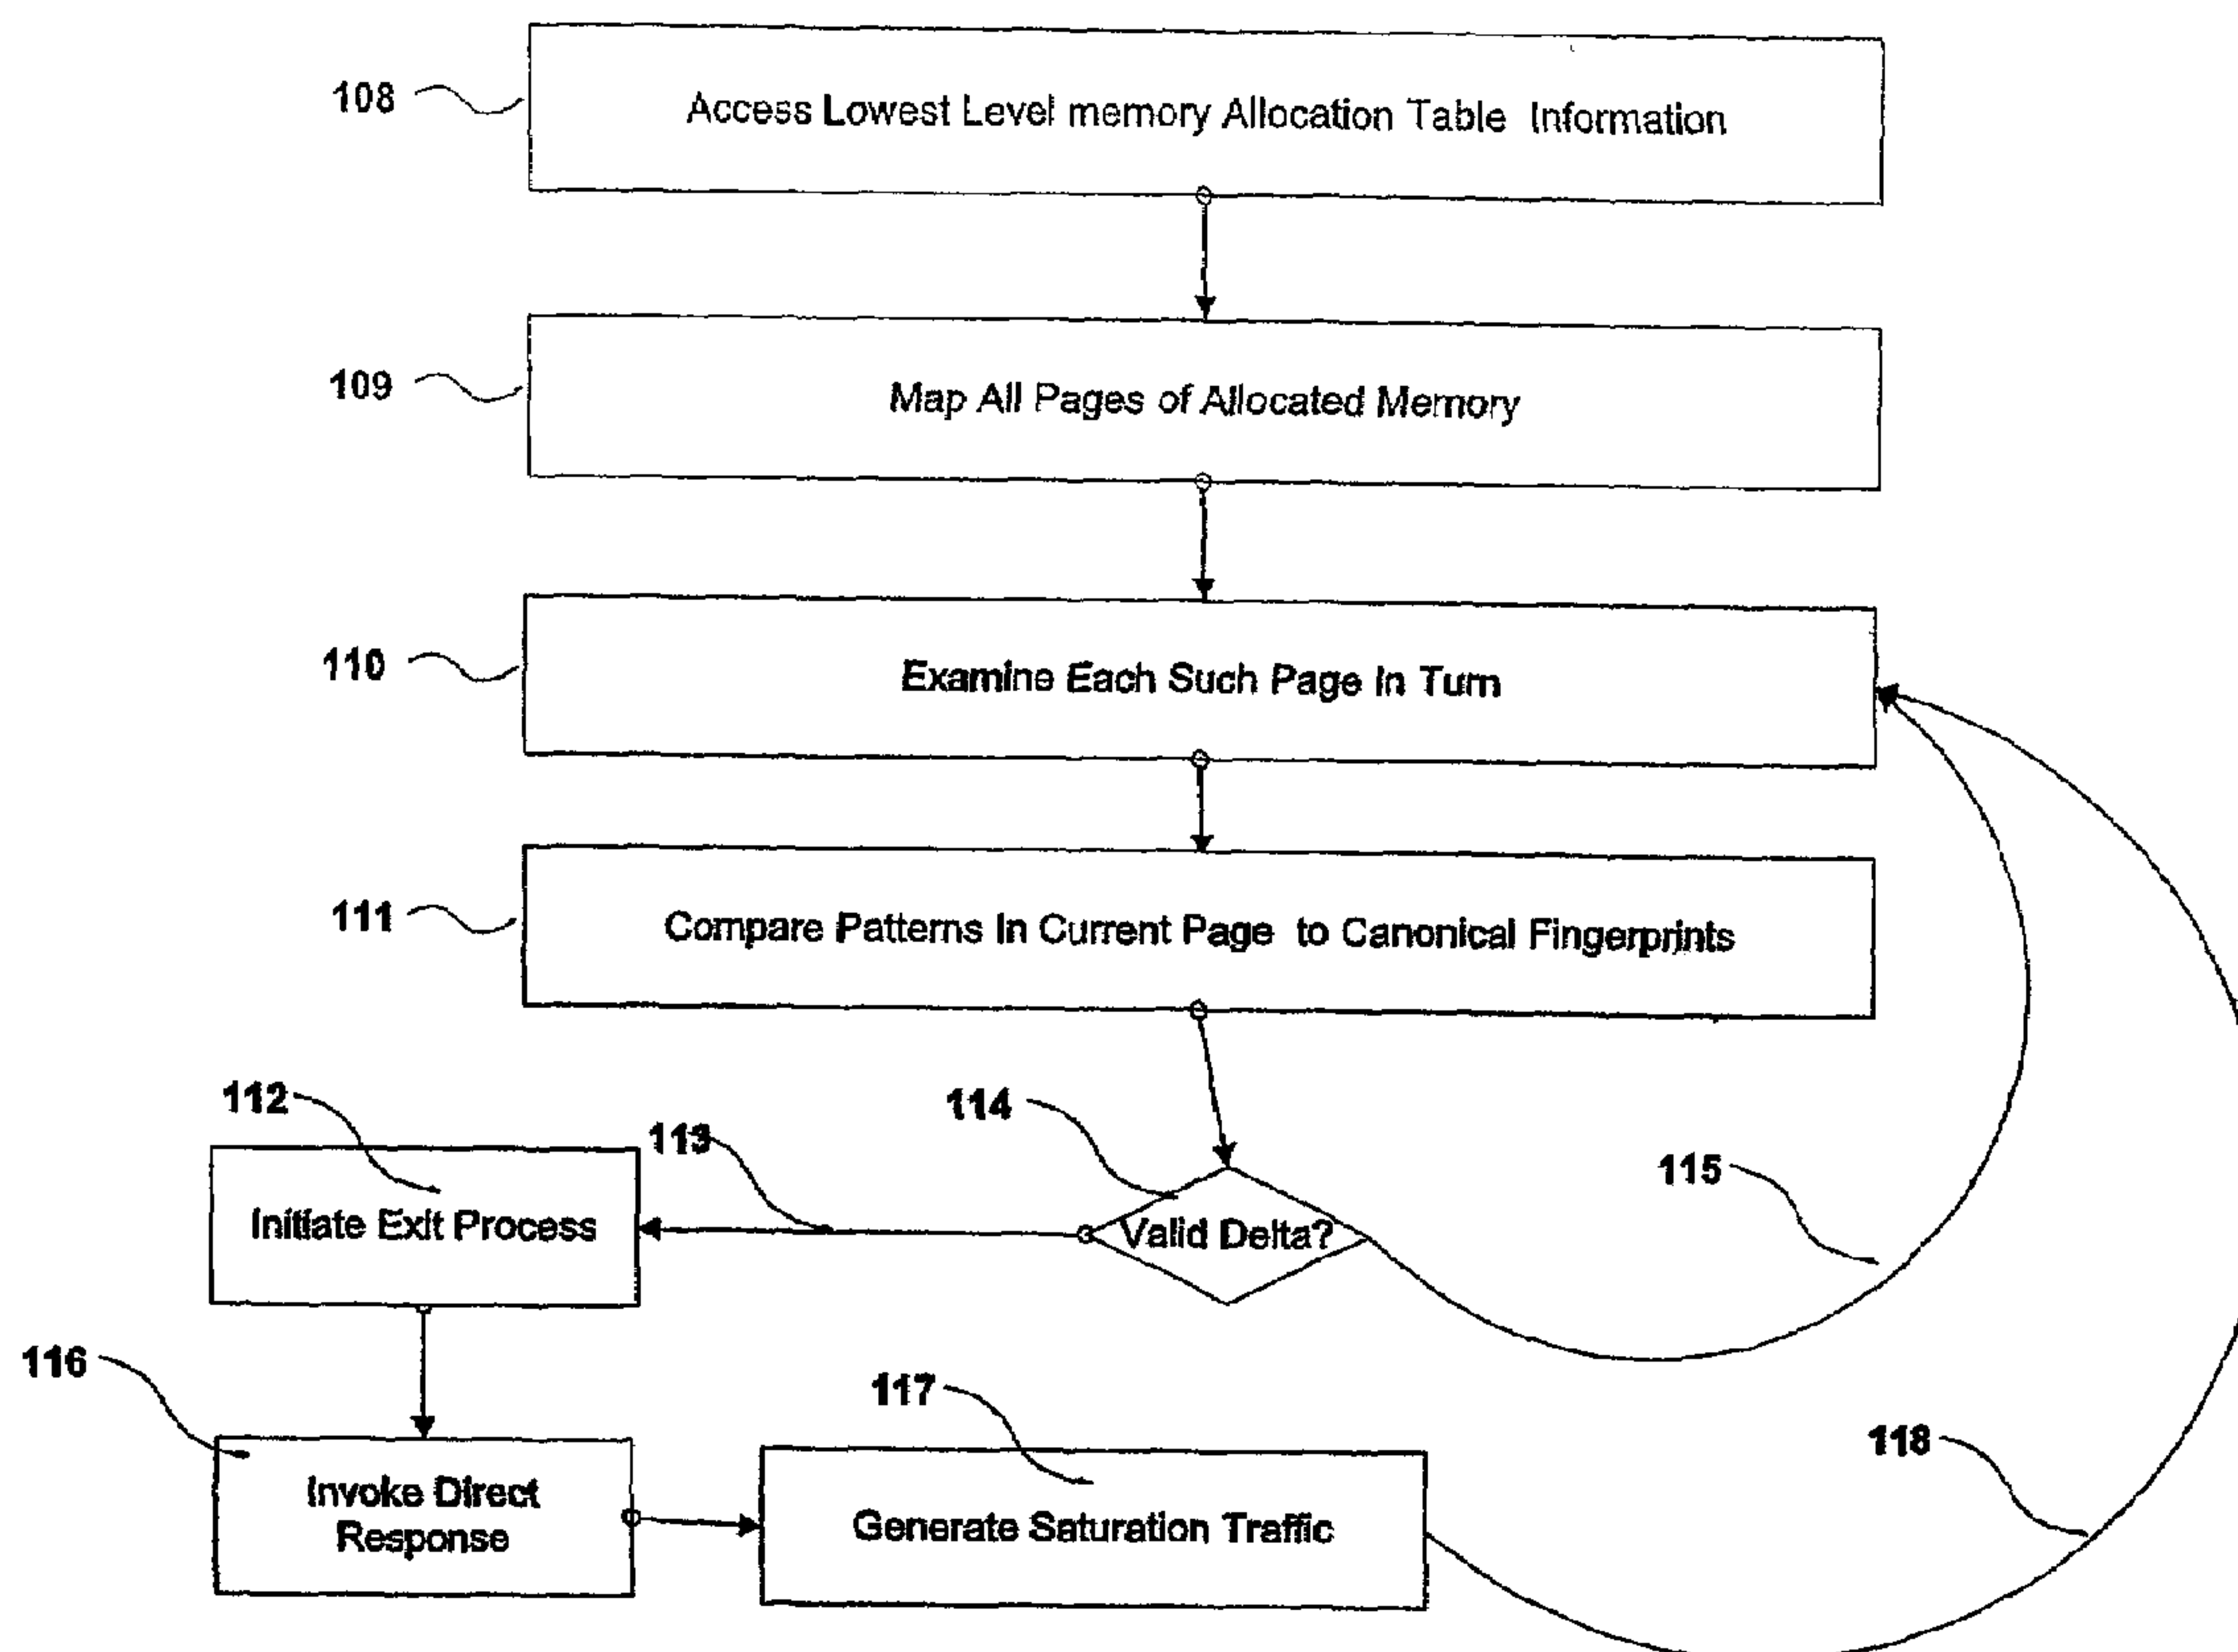 108
Access Lowest Level memory Allocation Table Information
109
Map All Pages of Allocated Memory
110
Examine Each Such Page In Turn
111
Compare Patterns In Current Page to Canonical Fingerprints
112
113
114
115
Initiate Exit Process
Valid Delta?
116
117
118
Invoke Direct
Response
Generate Saturation Traffic